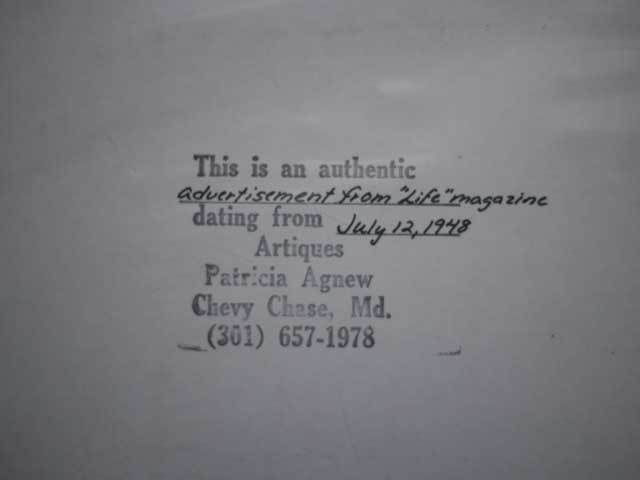 This is an authentic
advertisement from "Life" magazine
dating from July 12, 1948
Artiques
Patricia Agnew
Chevy Chase, Md.
(301) 657-1978